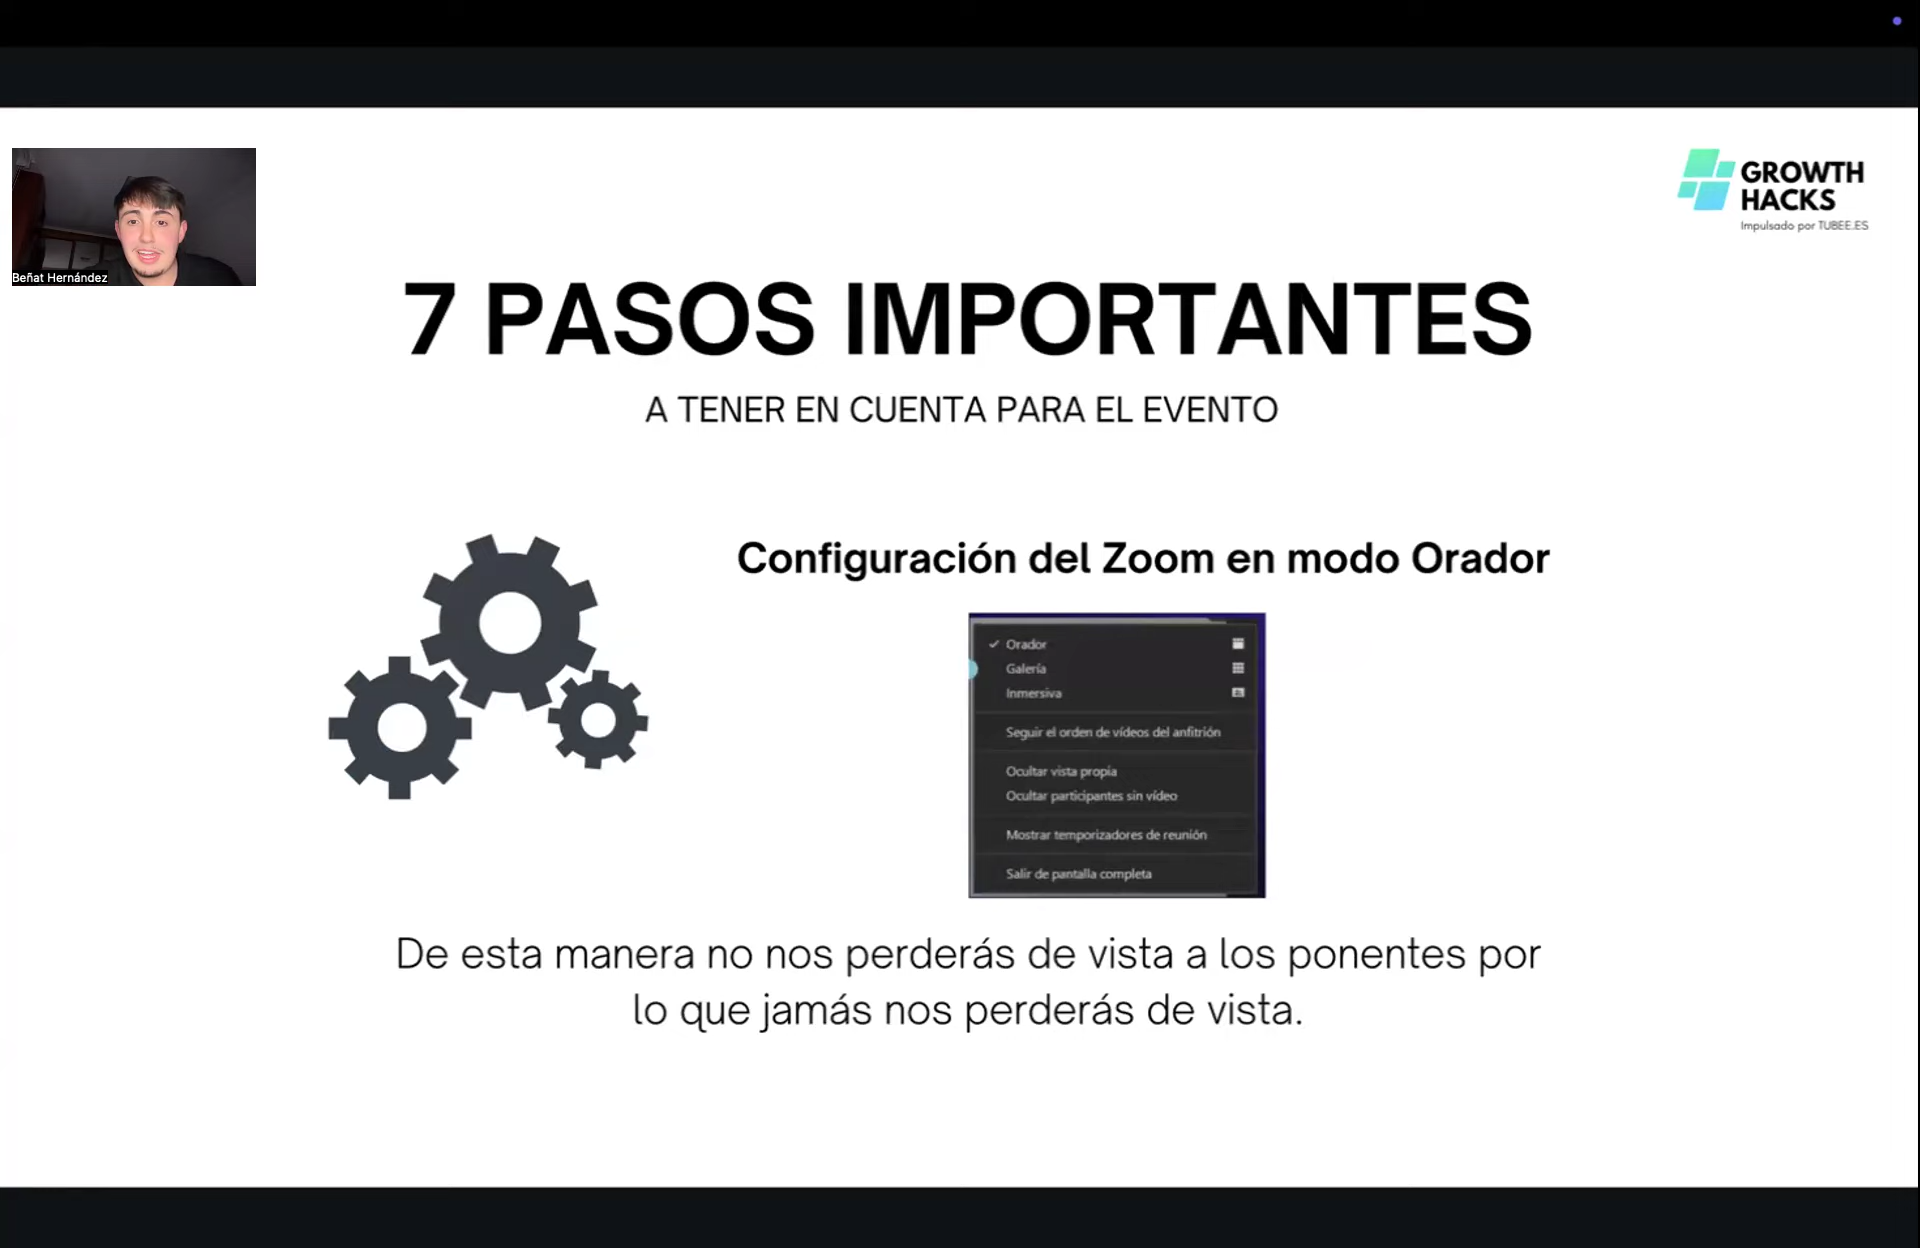 Beñat Hernández
GROWTH
HACKS
Impulsado por TUBEE.ES
7 PASOS IMPORTANTES
A TENER EN CUENTA PARA EL EVENTO
Configuración del Zoom en modo Orador
Orador
Galería
Inmersiva
Seguir el orden de vídeos del anfitrión
Ocultar vista propia
Ocultar participantes sin vídeo
Mostrar temporizadores de reunión
Salir de pantalla completa
De esta manera no nos perderás de vista a los ponentes por
lo que jamás nos perderás de vista.